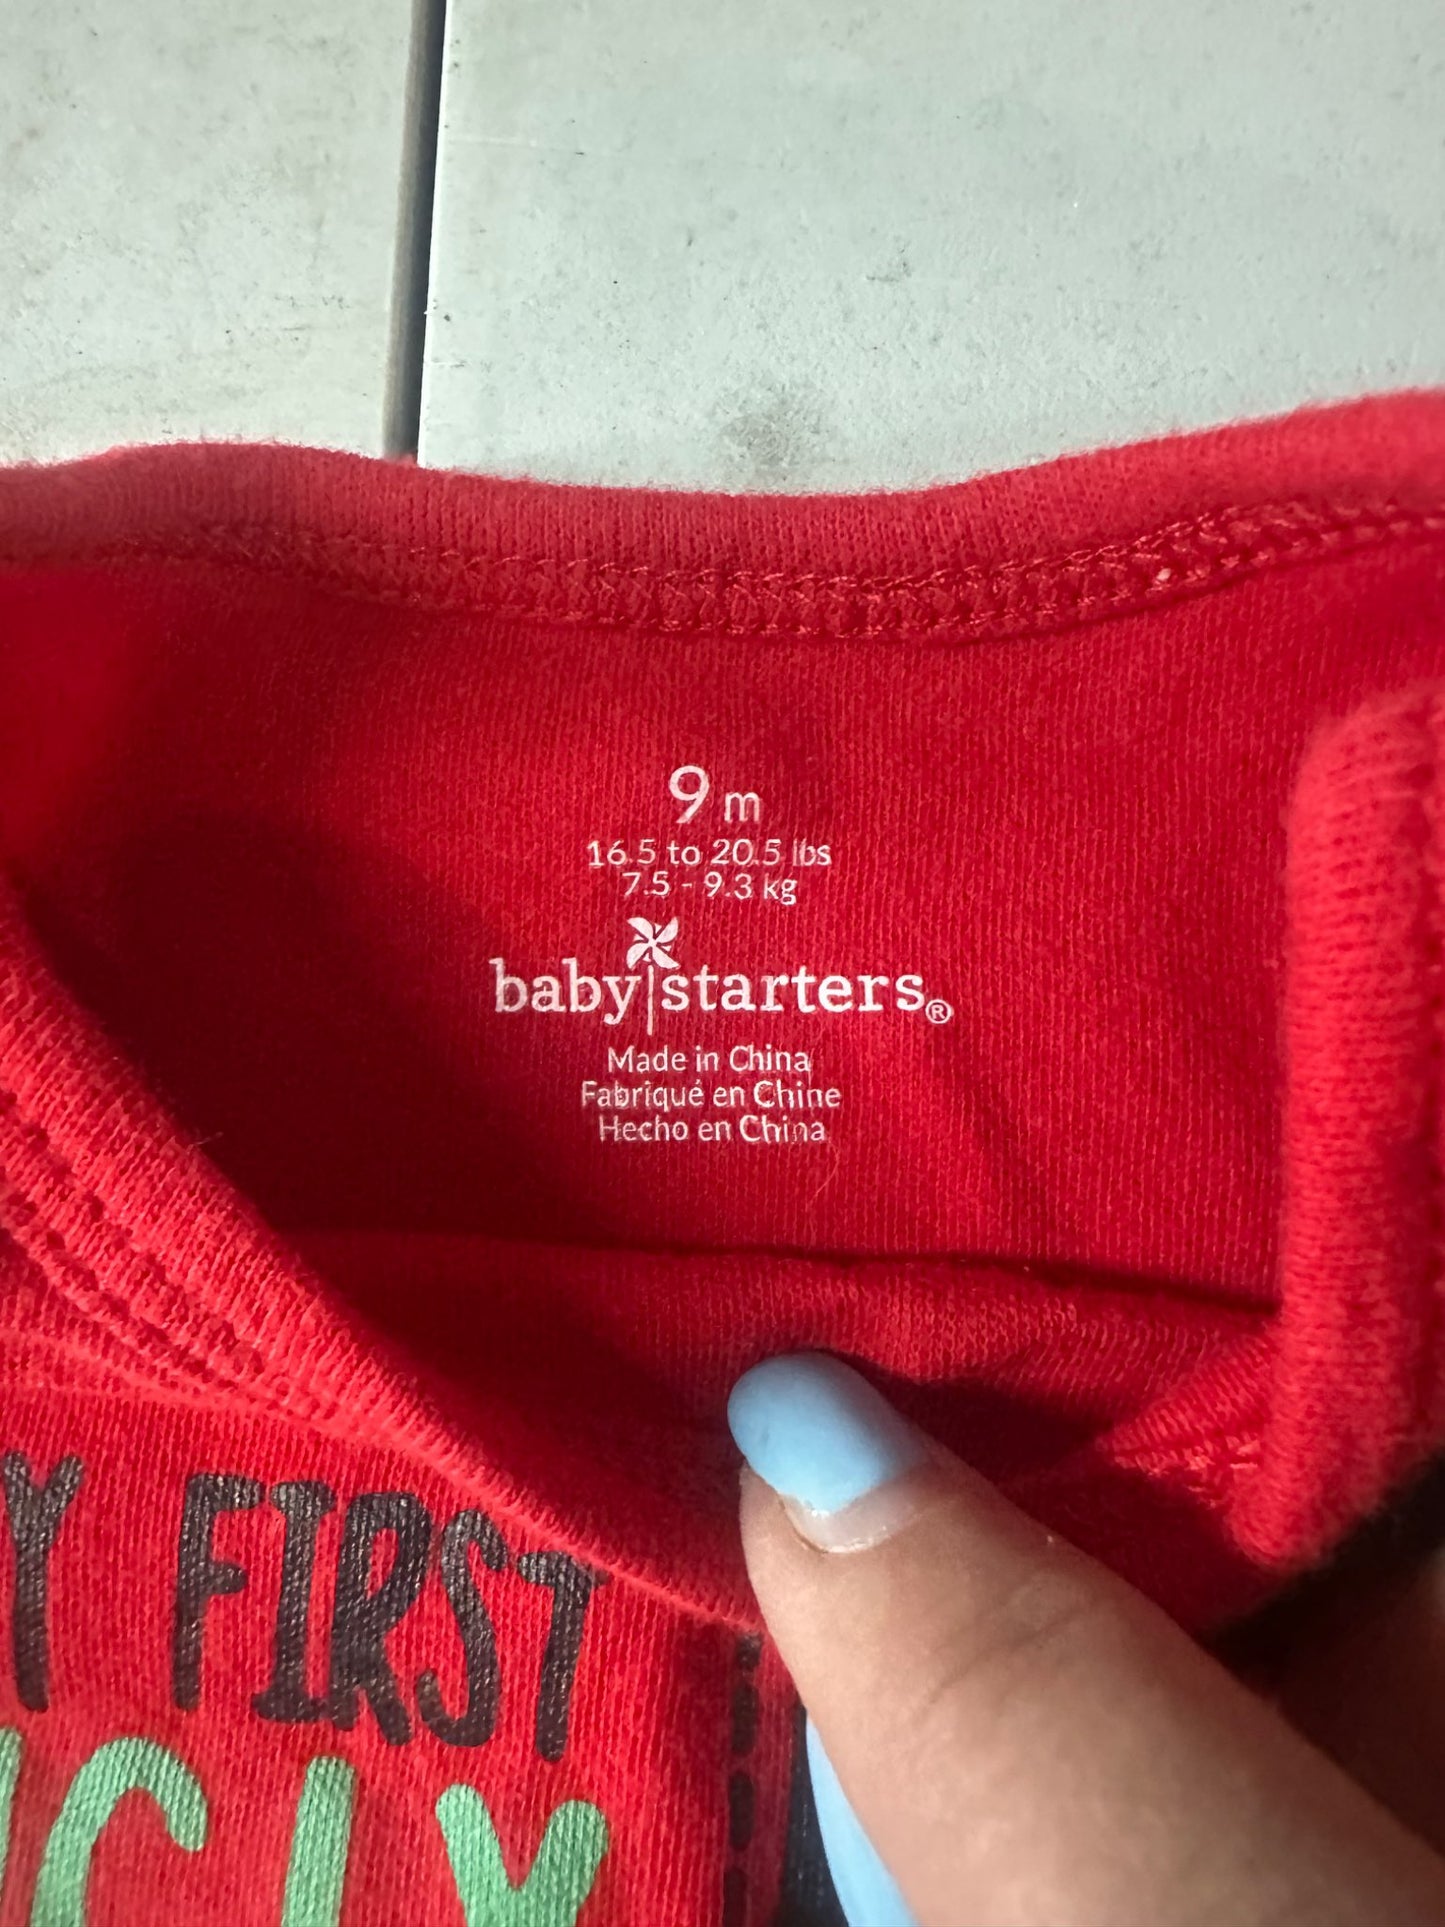 9 m
16.5 to 20.5 lbs
7.5 - 9.3 kg
baby starters®
Made in China
Fabriqué en Chine
Hecho en China
Y FIRST
UGLY